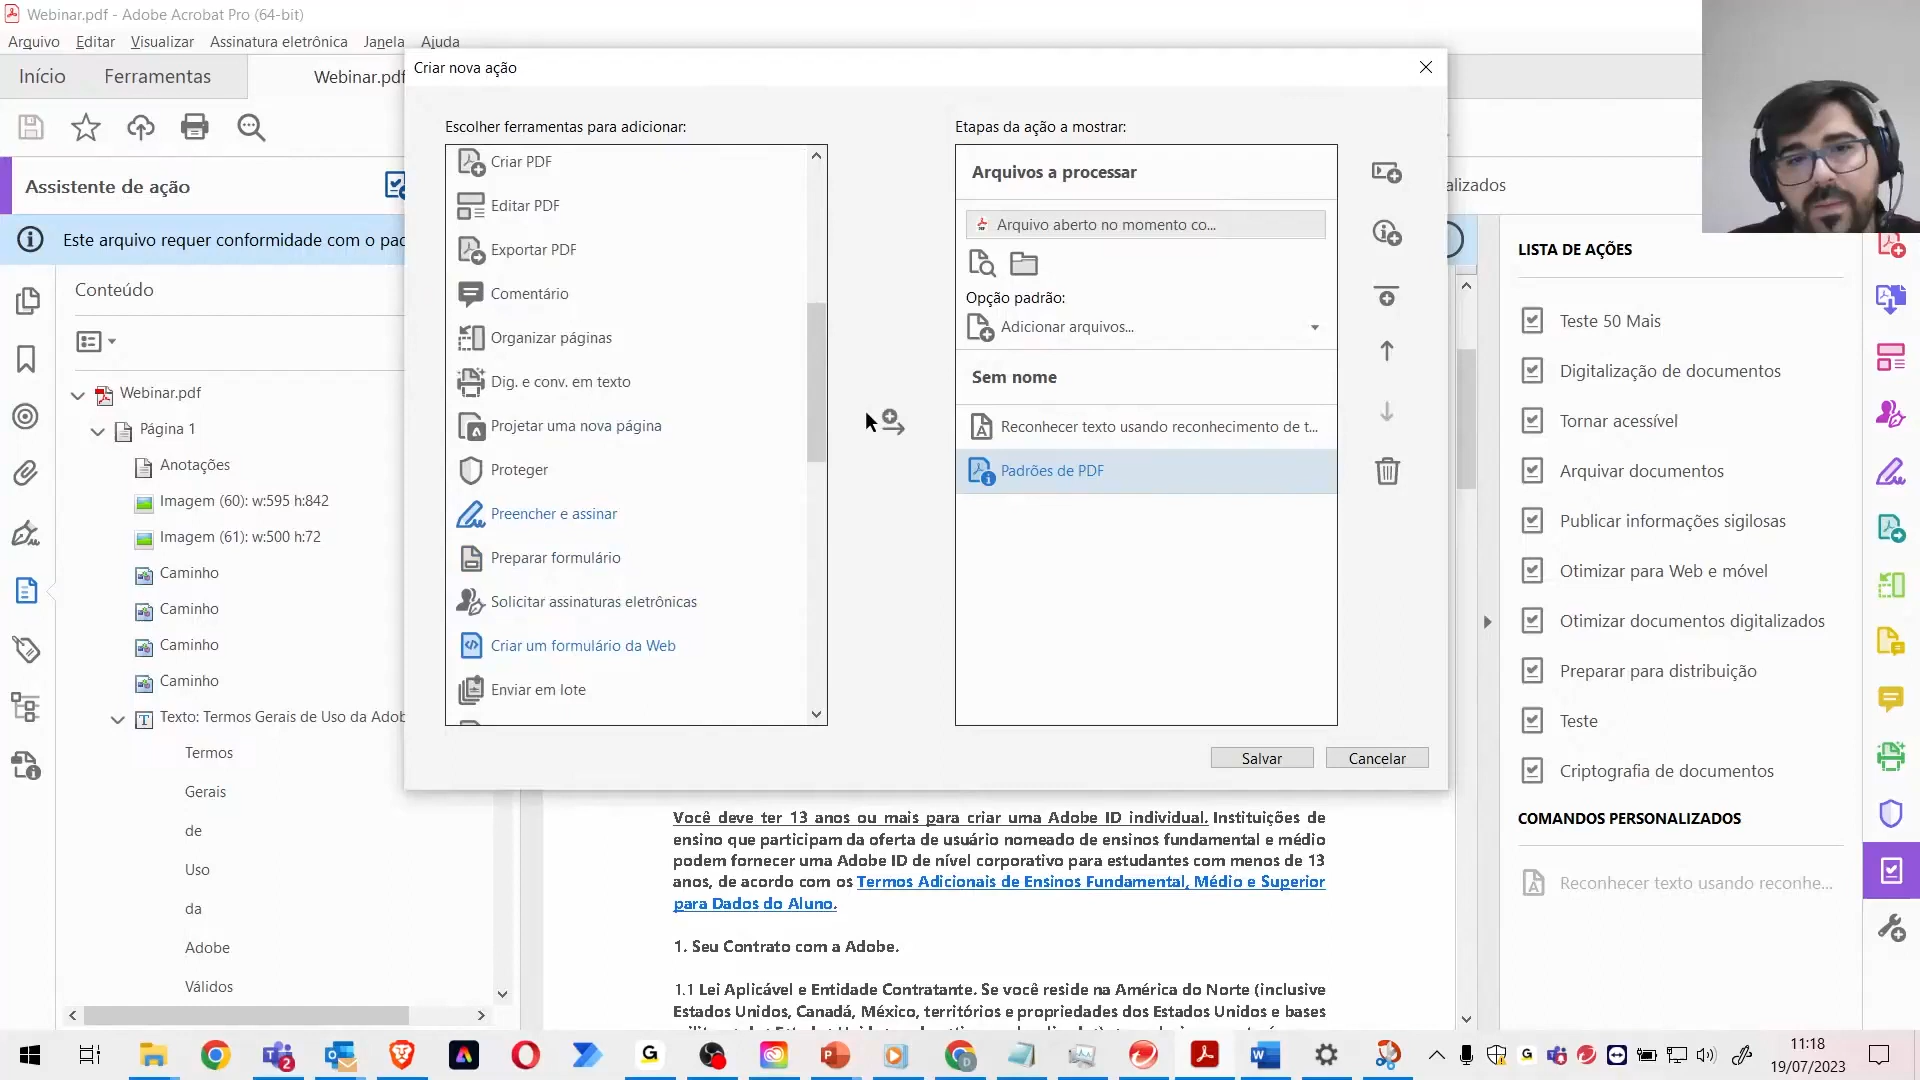 Webinar.pdf - Adobe Acrobat Pro (64-bit)
Arquivo Editar Visualizar Assinatura eletrônica Janela Ajuda
Início Ferramentas Webinar.pdf
Criar nova ação
Assistente de ação
Este arquivo requer conformidade com o
Conteúdo
Webinar.pdf
Página 1
Anotações
Imagem (60): w:595 h:842
Imagem (61): w:500 h:72
Caminho
Caminho
Caminho
Caminho
Texto: Termos Gerais de Uso da Adob
Termos
Gerais
de
Uso
da
Adobe
Válidos
Escolher ferramentas para adicionar:
Criar PDF
Editar PDF
Exportar PDF
Comentário
Organizar páginas
Dig. e conv. em texto
Projetar uma nova página
Proteger
Preencher e assinar
Preparar formulário
Solicitar assinaturas eletrônicas
Criar um formulário da Web
Enviar em lote
Etapas da ação a mostrar:
Arquivos a processar
Arquivo aberto no momento co...
Opção padrão:
Adicionar arquivos...
Sem nome
Reconhecer texto usando reconhecimento de t...
Padrões de PDF
Salvar Cancelar
alizados
LISTA DE AÇÕES
Teste 50 Mais
Digitalização de documentos
Tornar acessível
Arquivar documentos
Publicar informações sigilosas
Otimizar para Web e móvel
Otimizar documentos digitalizados
Preparar para distribuição
Teste
Criptografia de documentos
COMANDOS PERSONALIZADOS
Reconhecer texto usando reconhe...
Você deve ter 13 anos ou mais para criar uma Adobe ID individual. Instituições de
ensino que participam da oferta de usuário nomeado de ensinos fundamental e médio
podem fornecer uma Adobe ID de nível corporativo para estudantes com menos de 13
anos, de acordo com os Termos Adicionais de Ensinos Fundamental, Médio e Superior
para Dados do Aluno.
1. Seu Contrato com a Adobe.
1.1 Lei Aplicável e Entidade Contratante. Se você reside na América do Norte (inclusive
Estados Unidos, Canadá, México, territórios e propriedades dos Estados Unidos e bases
11:18
19/07/2023